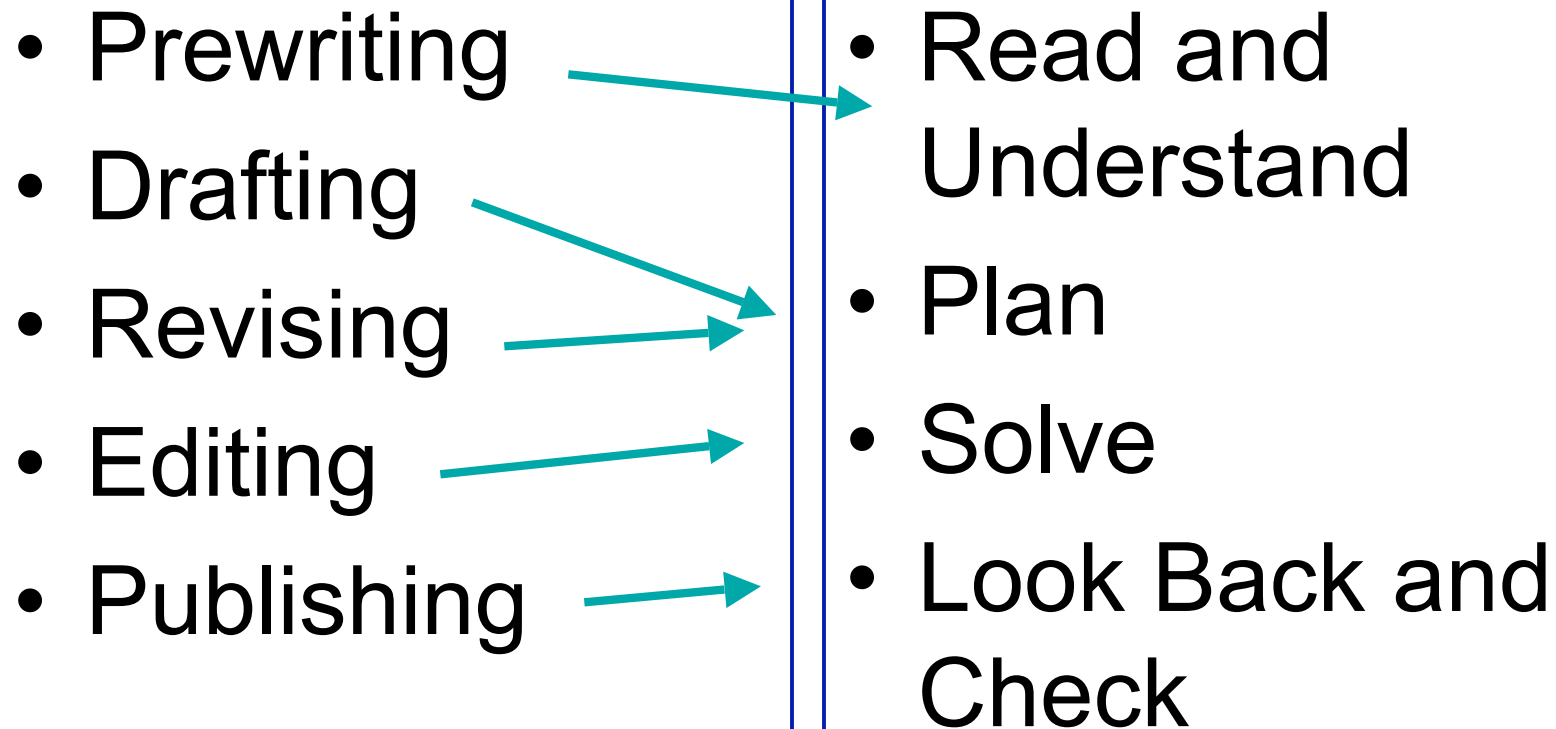 • Prewriting
• Drafting
• Revising
• Editing
• Publishing
• Read and
Understand
• Plan
• Solve
• Look Back and
Check